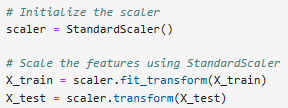 # Initialize the scaler
scaler = StandardScaler()
# Scale the features using StandardScaler
X_train = scaler.fit_transform(X_train)
X_test = scaler.transform(X_test)